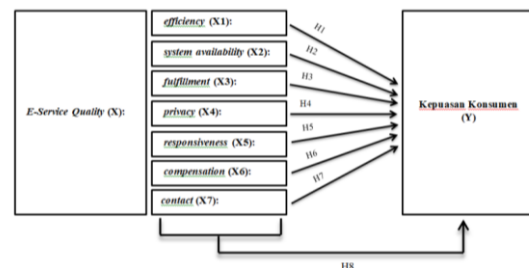 efficiency (X1):
system availability (X2):
fulfillment (X3):
E-Service Quality (X):
privacy (X4):
responsiveness (X5):
compensation (X6):
contact (X7):
H1
H2
H3
H4
H5
H6
H7
Kepuasan Konsumen
(Y)
H8